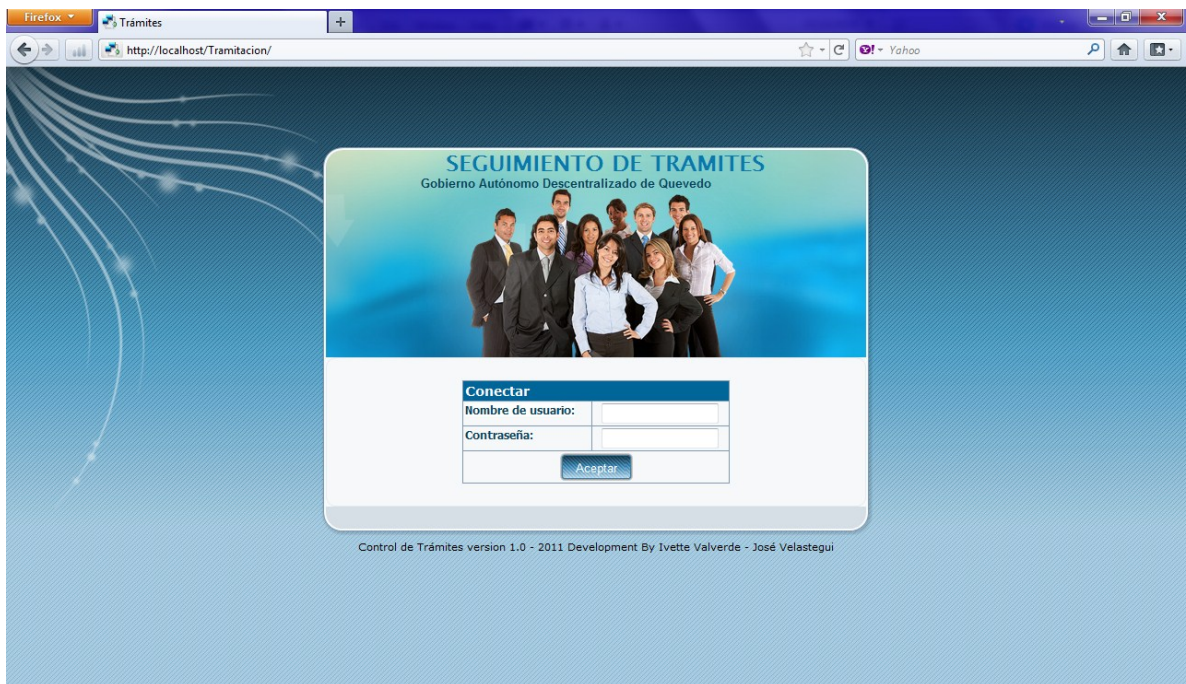 Firefox
Trámites
http://localhost/Tramitacion/
Yahoo
SEGUIMIENTO DE TRAMITES
Gobierno Autónomo Descentralizado de Quevedo
Conectar
Nombre de usuario:
Contraseña:
Aceptar
Control de Trámites version 1.0 - 2011 Development By Ivette Valverde - José Velastegui